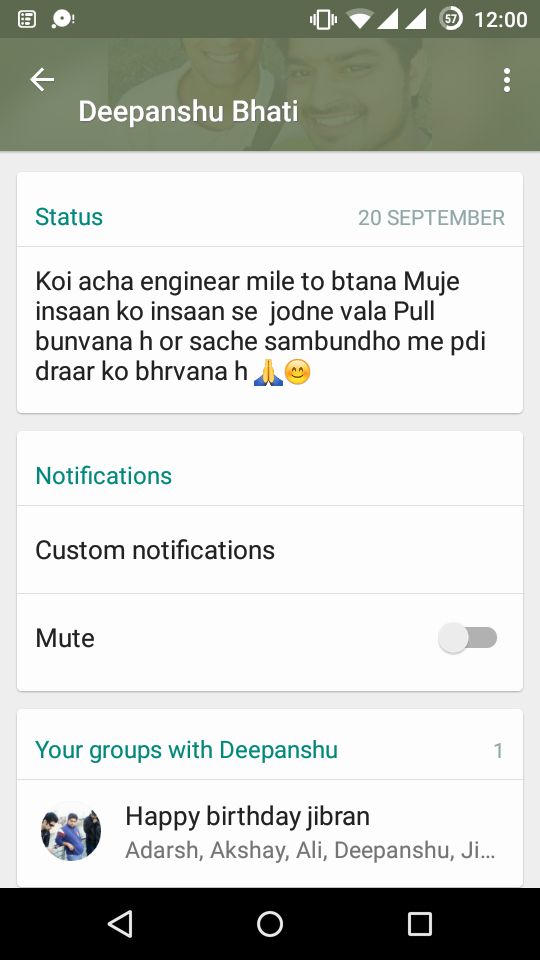 57 12:00
Deepanshu Bhati
Status 20 SEPTEMBER
Koi acha enginear mile to btana Muje
insaan ko insaan se  jodne vala Pull
bunvana h or sache sambundho me pdi
draar ko bhrvana h 🙏😊
Notifications
Custom notifications
Mute
Your groups with Deepanshu 1
Happy birthday jibran
Adarsh, Akshay, Ali, Deepanshu, Ji...